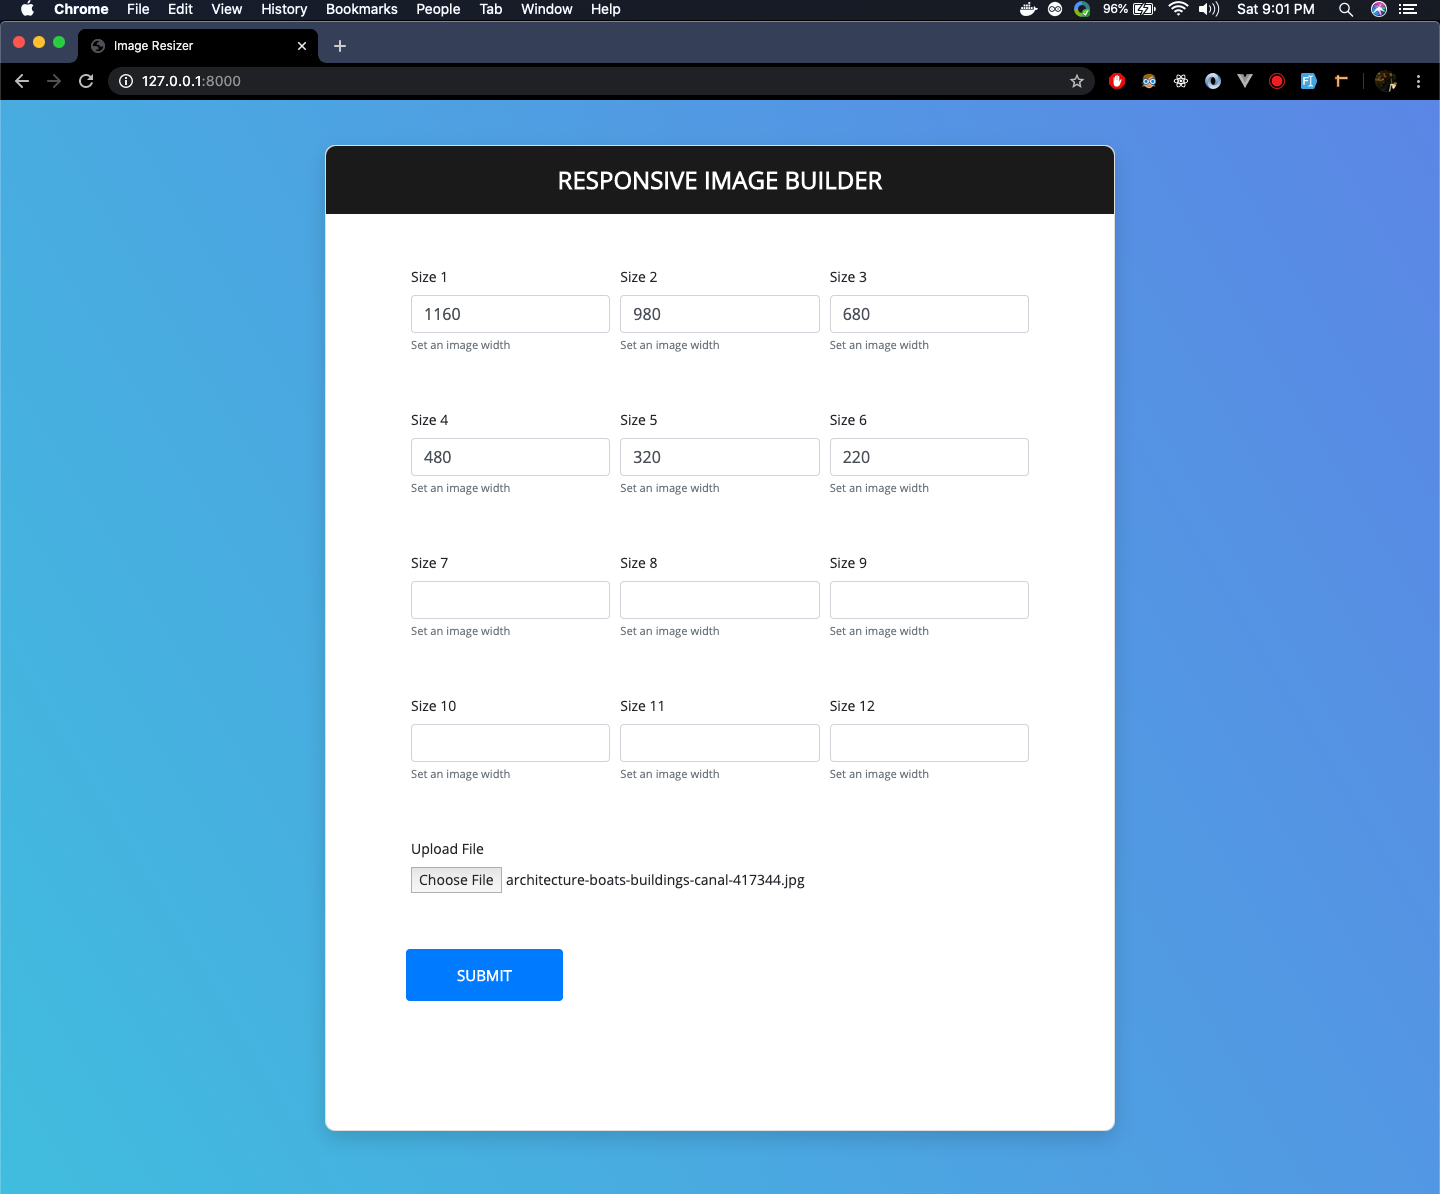 Chrome File Edit View History Bookmarks People Tab Window Help 96% Sat 9:01 PM
Image Resizer
127.0.0.1:8000
RESPONSIVE IMAGE BUILDER
Size 1 Size 2 Size 3
1160 980 680
Set an image width Set an image width Set an image width
Size 4 Size 5 Size 6
480 320 220
Set an image width Set an image width Set an image width
Size 7 Size 8 Size 9
Set an image width Set an image width Set an image width
Size 10 Size 11 Size 12
Set an image width Set an image width Set an image width
Upload File
Choose File architecture-boats-buildings-canal-417344.jpg
SUBMIT